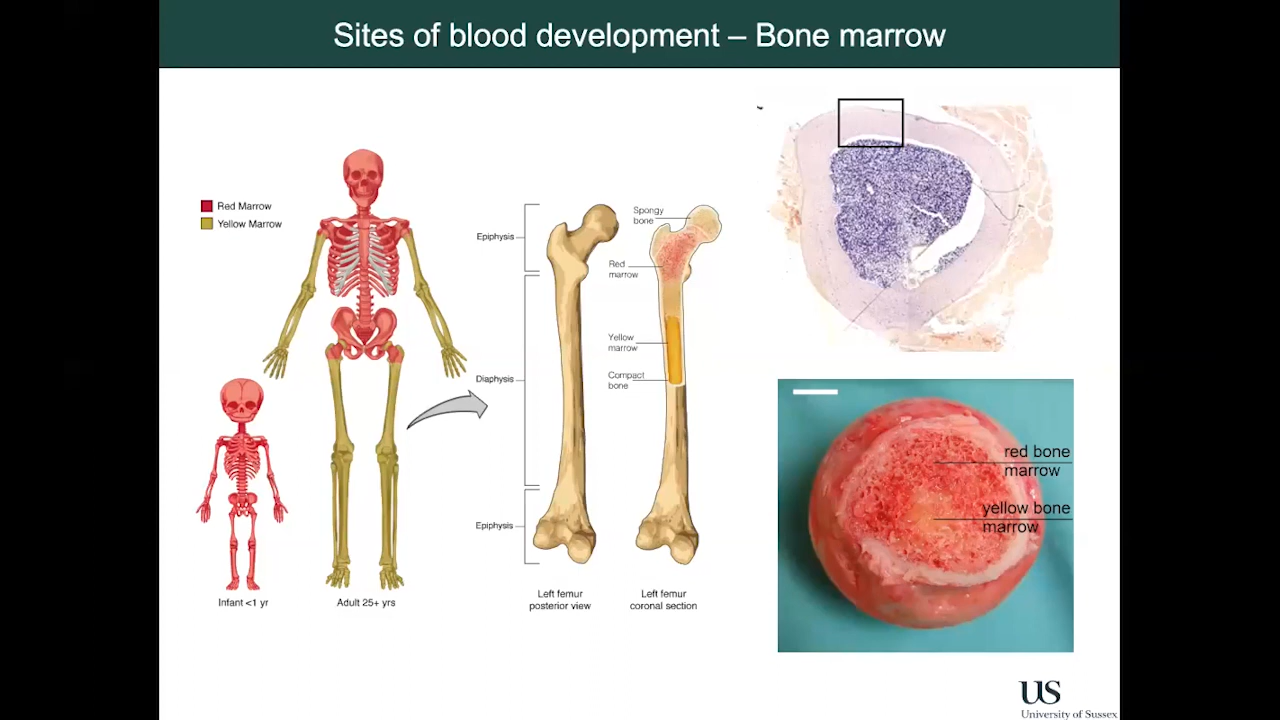 Sites of blood development – Bone marrow
Red Marrow
Yellow Marrow
Infant <1 yr
Adult 25+ yrs
Epiphysis
Diaphysis
Epiphysis
Left femur
posterior view
Spongy
bone
Red
marrow
Yellow
marrow
Compact
bone
Left femur
coronal section
red bone
marrow
yellow bone
marrow
US
University of Sussex